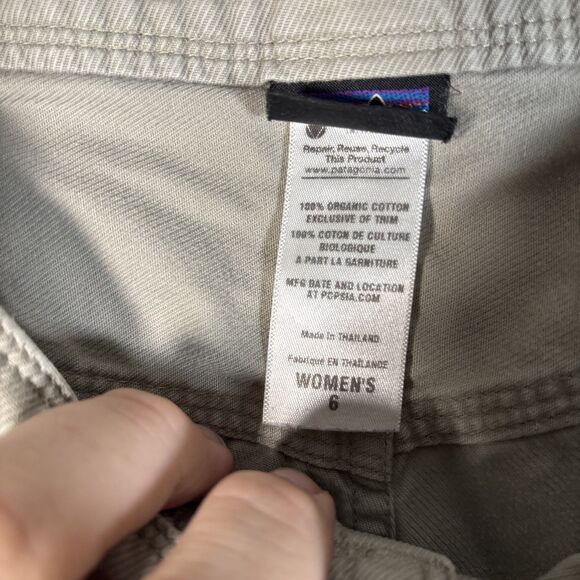 Repair, Reuse, Recycle
This Product
www.patagonia.com
100% ORGANIC COTTON
EXCLUSIVE OF TRIM
100% COTON DE CULTURE
BIOLOGIQUE
A PART LA GARNITURE
MFG DATE AND LOCATION
AT PCPSIA.COM
Made in THAILAND
Fabriqué EN THAÏLANDE
WOMEN'S
6